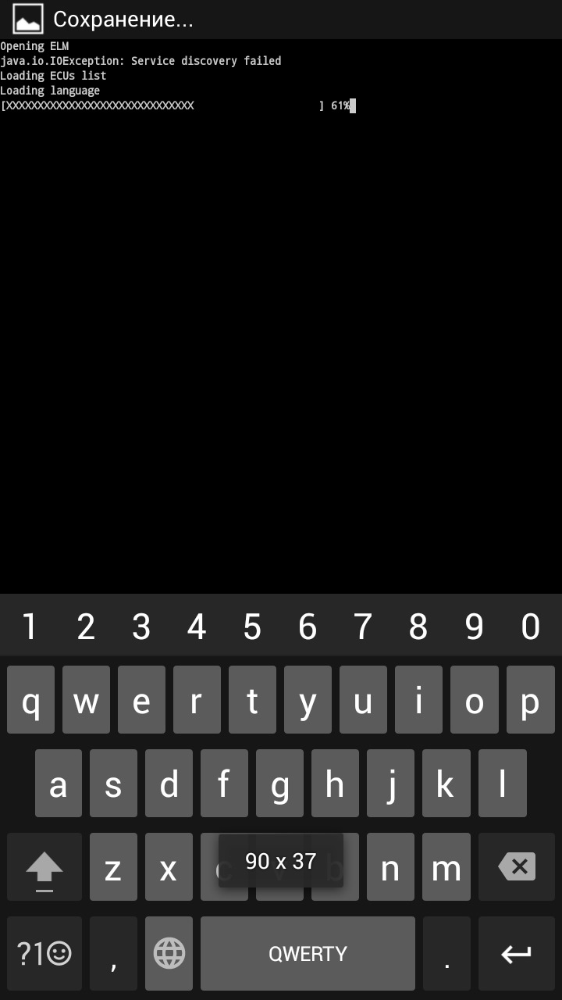 Сохранение...
Opening ELM
java.io.IOException: Service discovery failed
Loading ECUs list
Loading language
[XXXXXXXXXXXXXXXXXXXXXXXXXXXXXX                    ] 61%
1 2 3 4 5 6 7 8 9 0
q w e r t y u i o p
a s d f g h j k l
z x c v b n m
90 x 37
?1☺ , QWERTY .